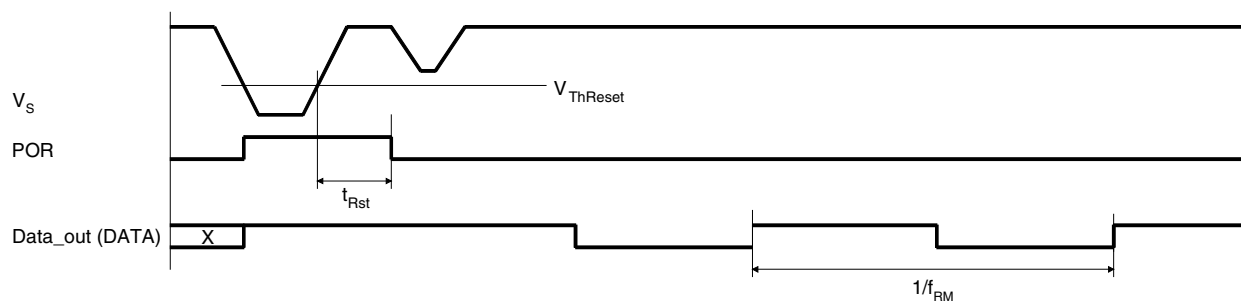 V_ThReset
V_S
POR
t_Rst
Data_out (DATA)
X
1/f_RM